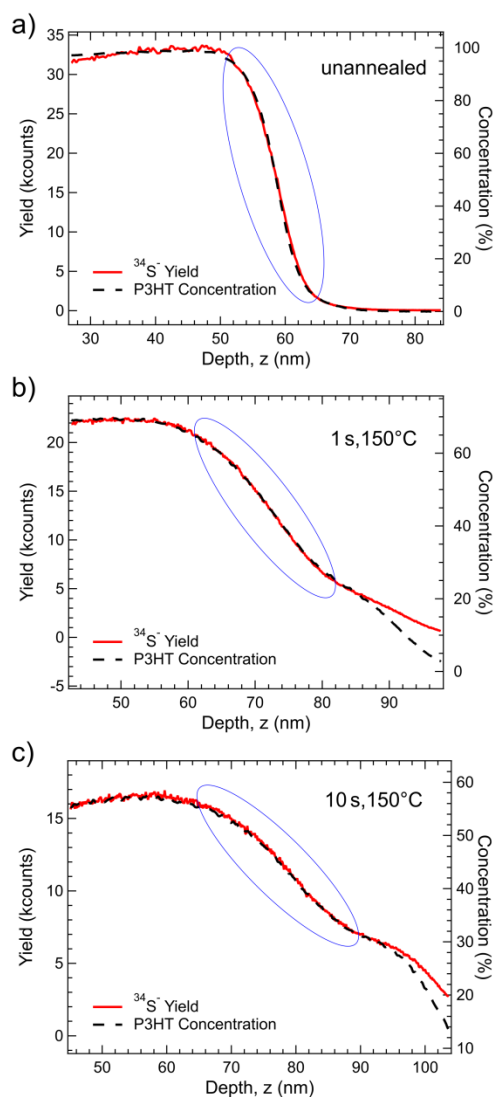 a)
unannealed
35
30
25
20
15
10
5
0
Yield (kcounts)
100
80
60
40
20
0
Concentration (%)
³⁴S⁻ Yield
P3HT Concentration
30 40 50 60 70 80
Depth, z (nm)
b)
1 s,150°C
20
15
10
5
0
-5
Yield (kcounts)
60
40
20
0
Concentration (%)
³⁴S⁻ Yield
P3HT Concentration
50 60 70 80 90
Depth, z (nm)
c)
10 s,150°C
15
10
5
0
Yield (kcounts)
60
50
40
30
20
10
Concentration (%)
³⁴S⁻ Yield
P3HT Concentration
50 60 70 80 90 100
Depth, z (nm)